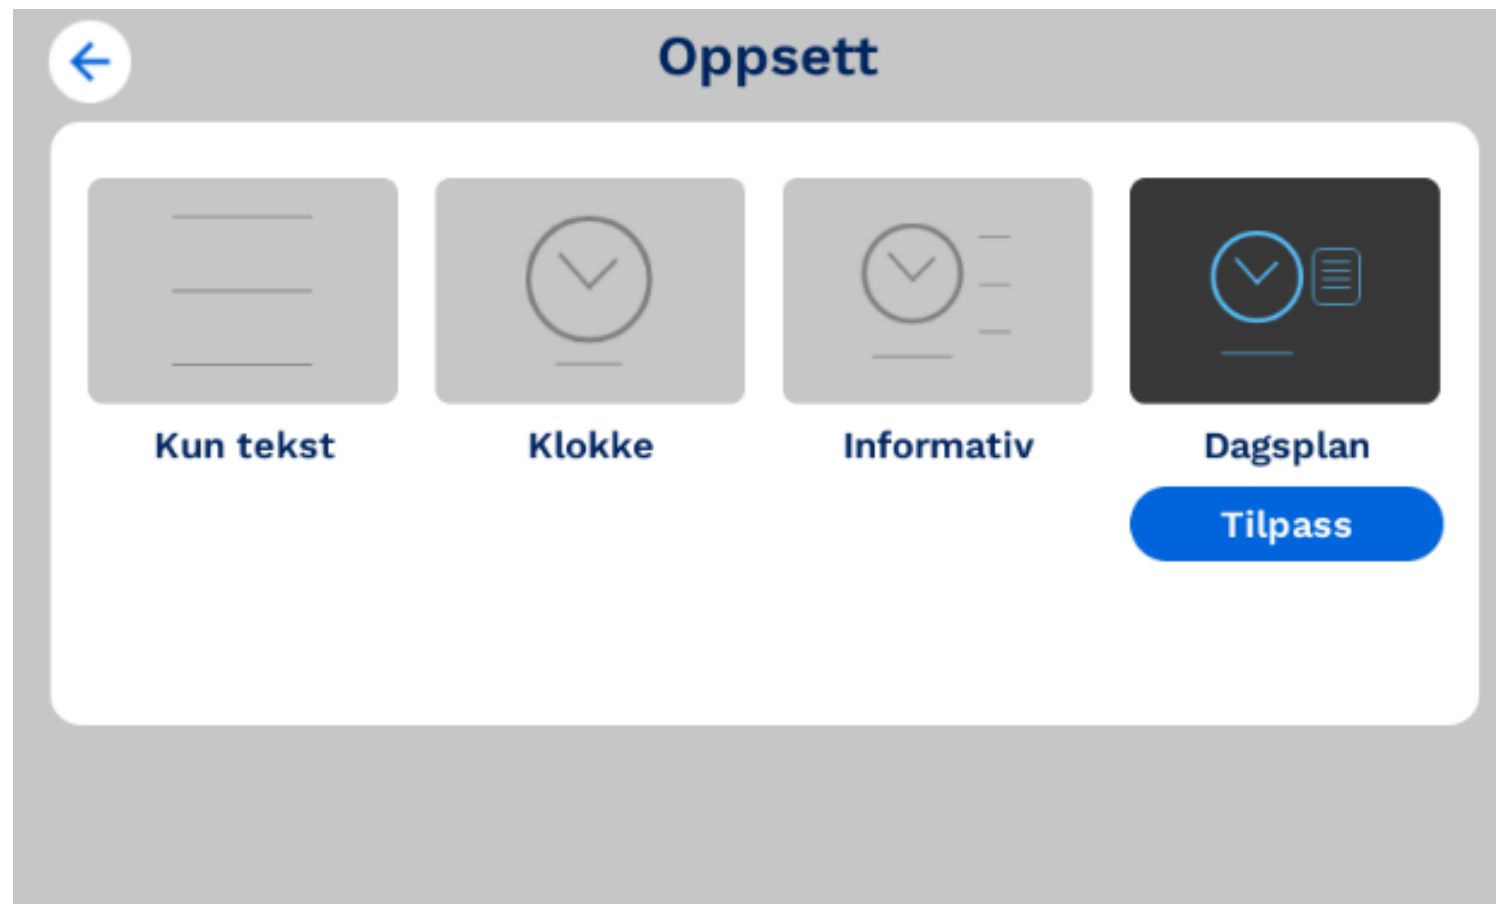 Oppsett
Kun tekst
Klokke
Informativ
Dagsplan
Tilpass